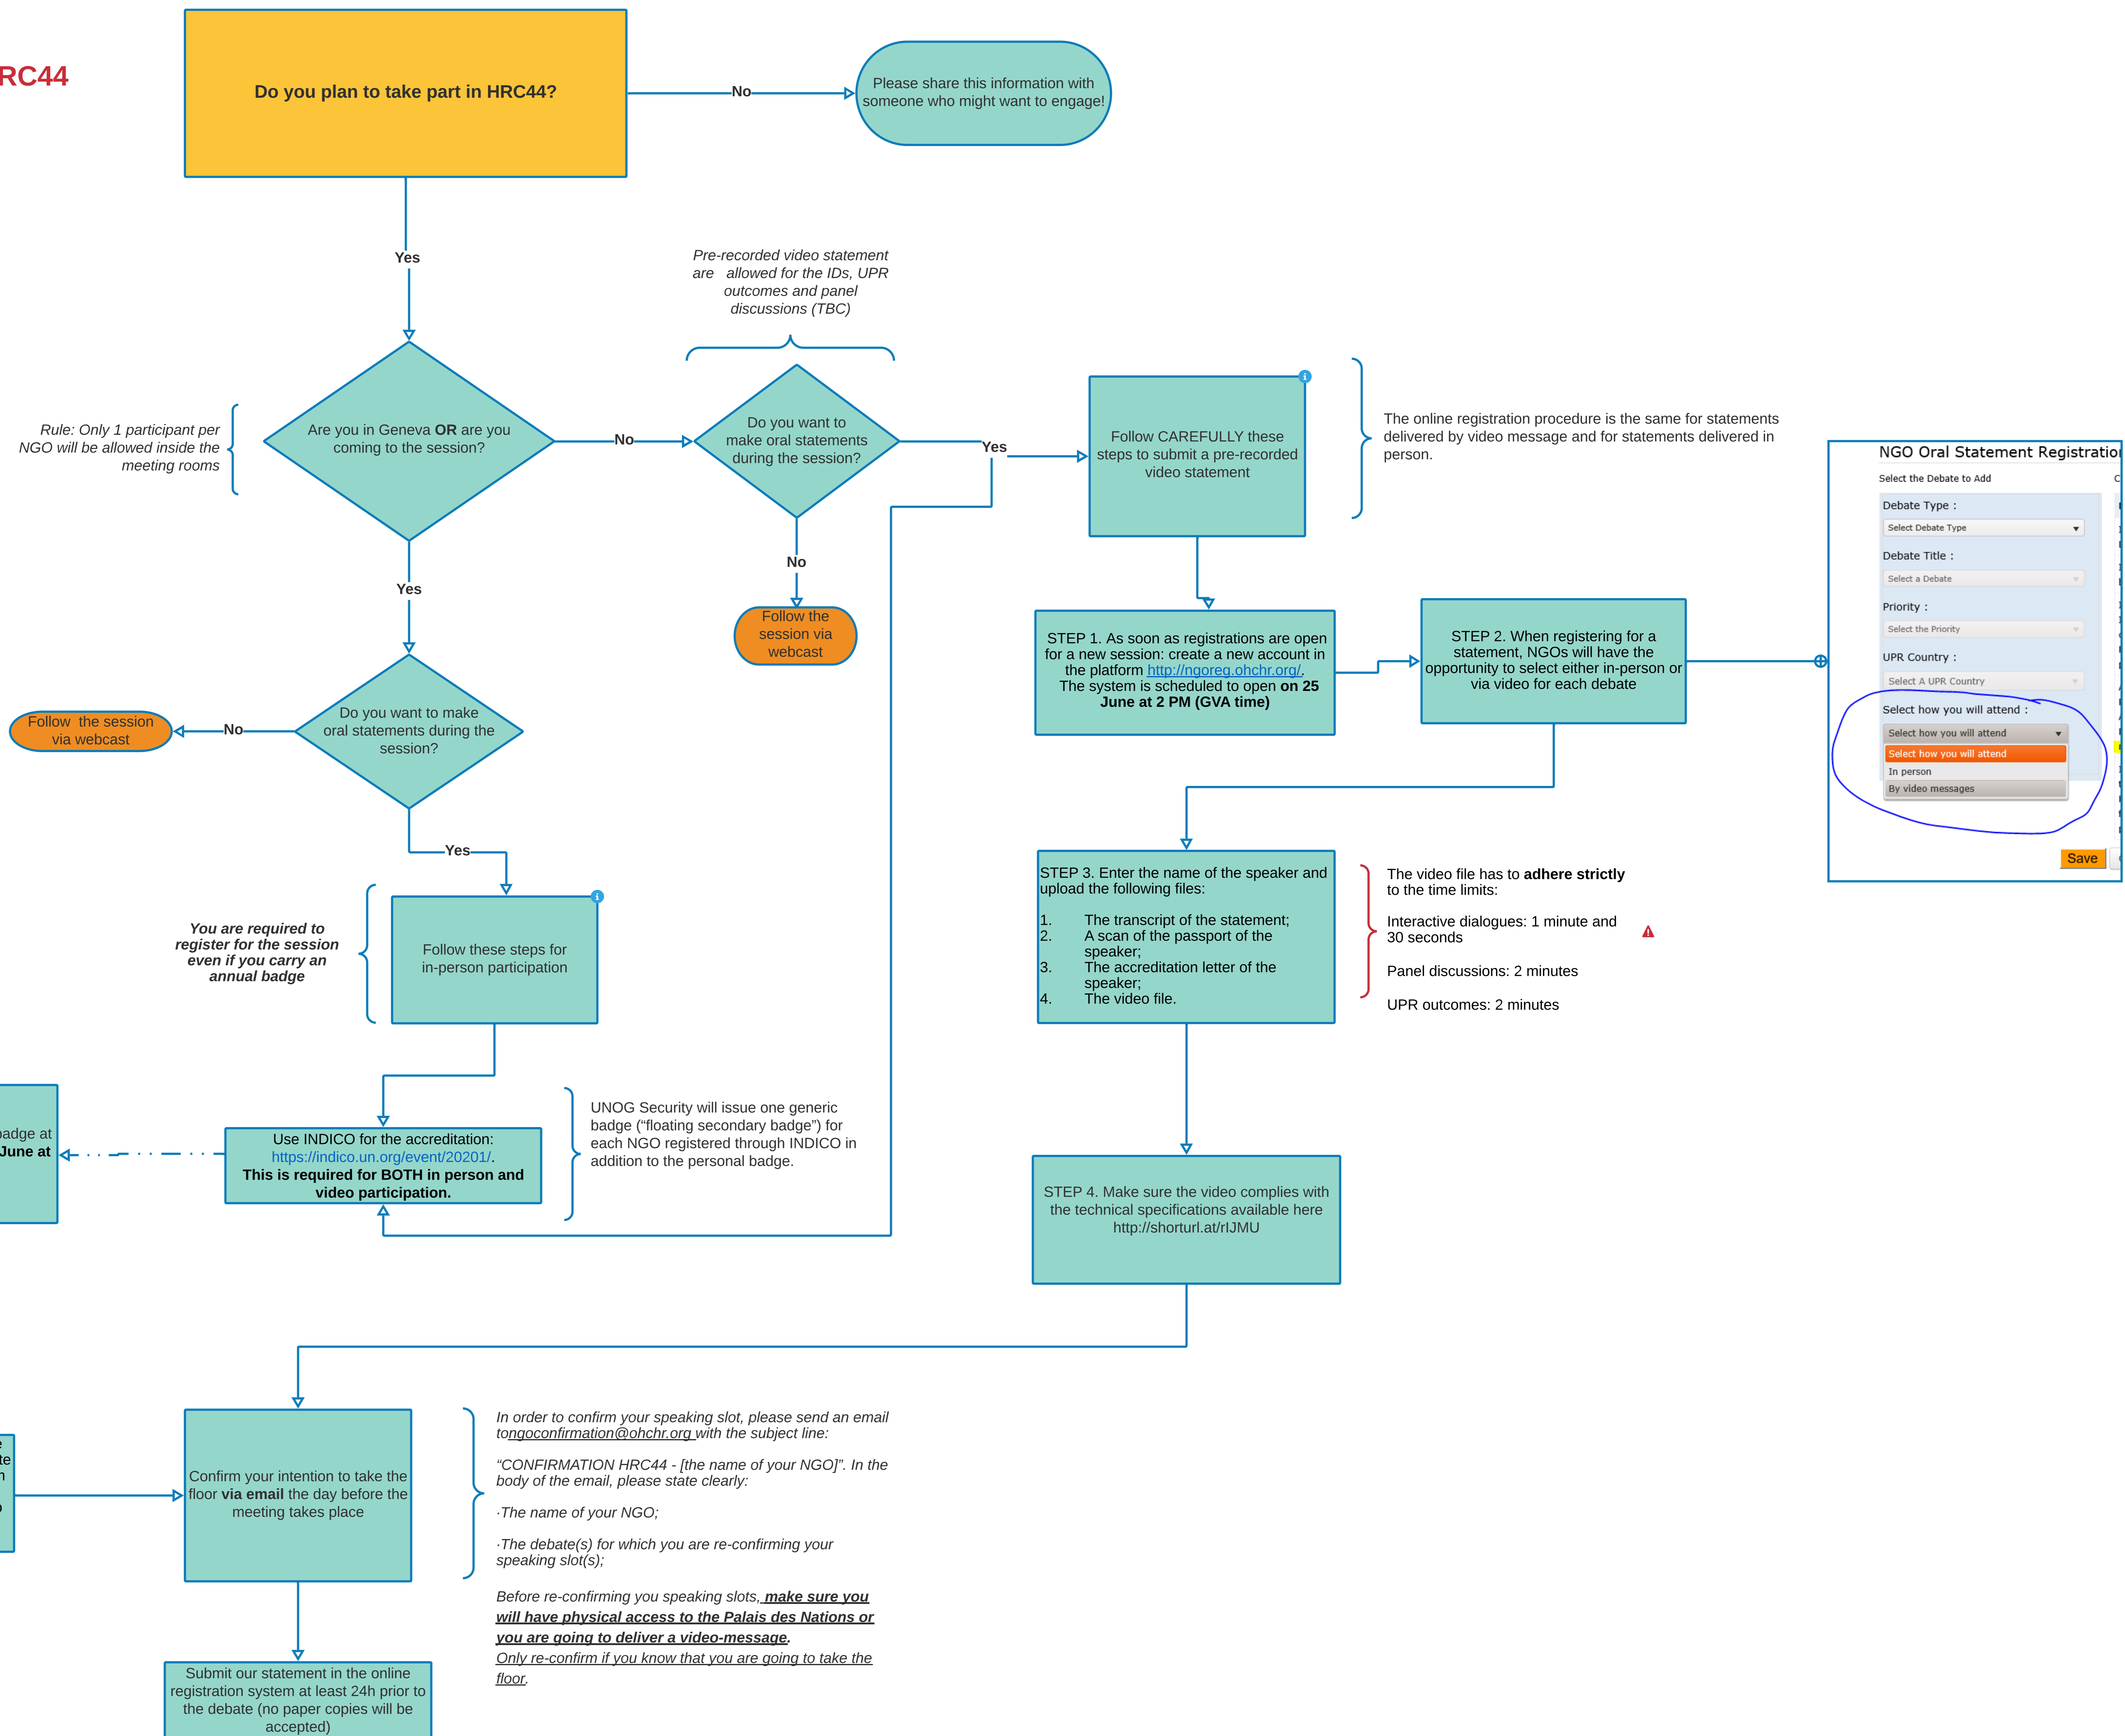 RC44
Do you plan to take part in HRC44?
No
Please share this information with
someone who might want to engage!
Yes
Pre-recorded video statement
are allowed for the IDs, UPR
outcomes and panel
discussions (TBC)
Rule: Only 1 participant per
NGO will be allowed inside the
meeting rooms
Are you in Geneva OR are you
coming to the session?
No
Do you want to
make oral statements
during the session?
Yes
Follow CAREFULLY these
steps to submit a pre-recorded
video statement
The online registration procedure is the same for statements
delivered by video message and for statements delivered in
person.
NGO Oral Statement Registration
Select the Debate to Add
Debate Type :
Select Debate Type
Debate Title :
Select a Debate
Priority :
Select the Priority
UPR Country :
Select A UPR Country
Select how you will attend :
Select how you will attend
Select how you will attend
In person
By video messages
Save
No
Follow the
session via
webcast
Yes
STEP 1. As soon as registrations are open
for a new session: create a new account in
the platform http://ngoreg.ohchr.org/.
The system is scheduled to open on 25
June at 2 PM (GVA time)
STEP 2. When registering for a
statement, NGOs will have the
opportunity to select either in-person or
via video for each debate
Follow the session
via webcast
No
Do you want to make
oral statements during the
session?
Yes
STEP 3. Enter the name of the speaker and
upload the following files:
1. The transcript of the statement;
2. A scan of the passport of the
speaker;
3. The accreditation letter of the
speaker;
4. The video file.
The video file has to adhere strictly
to the time limits:
Interactive dialogues: 1 minute and
30 seconds
Panel discussions: 2 minutes
UPR outcomes: 2 minutes
You are required to
register for the session
even if you carry an
annual badge
Follow these steps for
in-person participation
badge at
June at
Use INDICO for the accreditation:
https://indico.un.org/event/20201/.
This is required for BOTH in person and
video participation.
UNOG Security will issue one generic
badge (“floating secondary badge”) for
each NGO registered through INDICO in
addition to the personal badge.
STEP 4. Make sure the video complies with
the technical specifications available here
http://shorturl.at/rIJMU
Confirm your intention to take the
floor via email the day before the
meeting takes place
In order to confirm your speaking slot, please send an email
tongoconfirmation@ohchr.org with the subject line:
“CONFIRMATION HRC44 - [the name of your NGO]”. In the
body of the email, please state clearly:
·The name of your NGO;
·The debate(s) for which you are re-confirming your
speaking slot(s);
Before re-confirming you speaking slots, make sure you
will have physical access to the Palais des Nations or
you are going to deliver a video-message.
Only re-confirm if you know that you are going to take the
floor.
Submit our statement in the online
registration system at least 24h prior to
the debate (no paper copies will be
accepted)